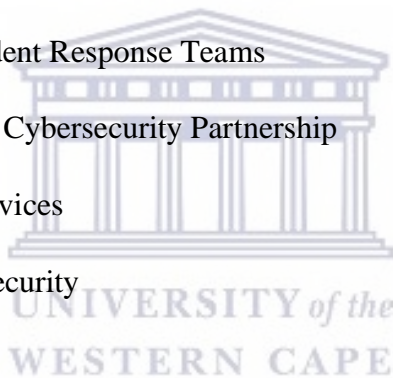 dent Response Teams
Cybersecurity Partnership
vices
ecurity
UNIVERSITY of the
WESTERN CAPE